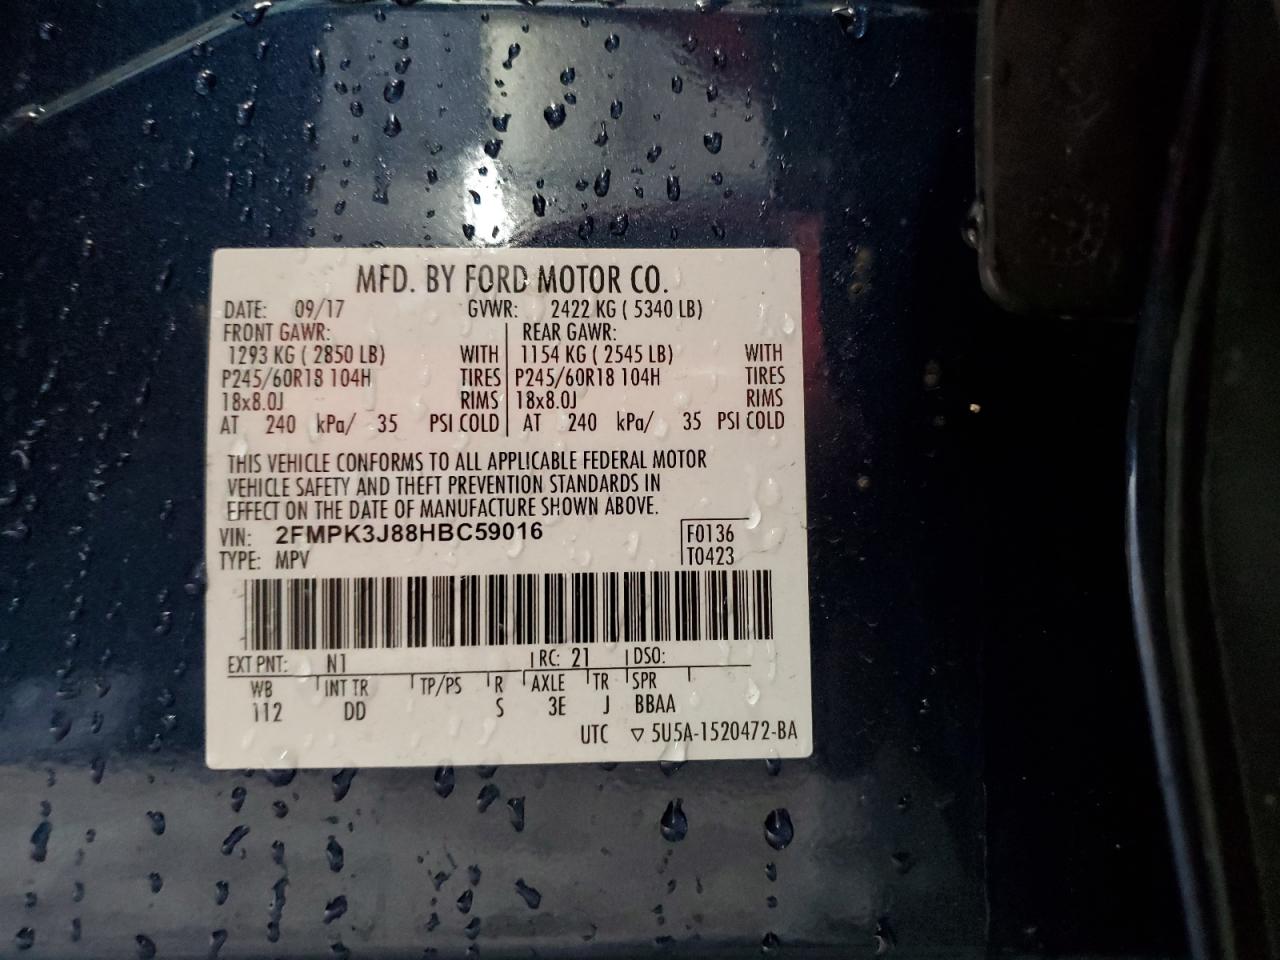 MFD. BY FORD MOTOR CO.
DATE: 09/17 GVWR: 2422 KG ( 5340 LB)
FRONT GAWR: REAR GAWR:
1293 KG ( 2850 LB) WITH 1154 KG ( 2545 LB) WITH
P245/60R18 104H TIRES P245/60R18 104H TIRES
18x8.0J RIMS 18x8.0J RIMS
AT 240 kPa/ 35 PSI COLD AT 240 kPa/ 35 PSI COLD
THIS VEHICLE CONFORMS TO ALL APPLICABLE FEDERAL MOTOR
VEHICLE SAFETY AND THEFT PREVENTION STANDARDS IN
EFFECT ON THE DATE OF MANUFACTURE SHOWN ABOVE.
VIN: 2FMPK3J88HBC59016 F0136
TYPE: MPV T0423
EXT PNT: N1 RC: 21 DSO:
WB INT TR TP/PS R AXLE TR SPR
112 DD S 3E J BBAA
UTC ▽ 5U5A-1520472-BA